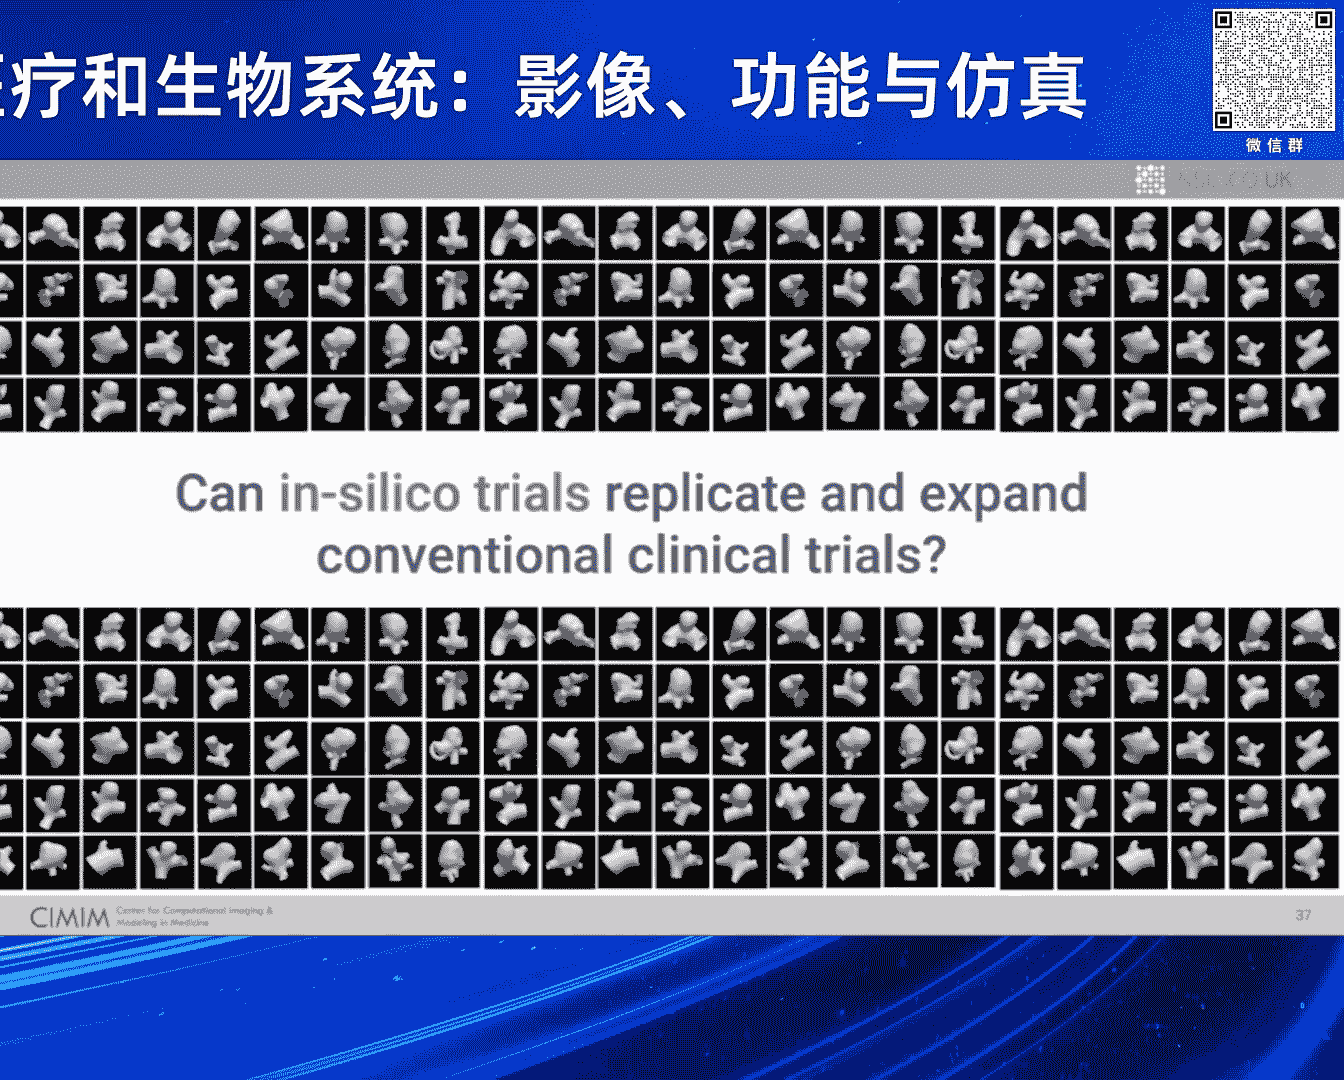 疗和生物系统：影像、功能与仿真
微信群
UK
Can in-silico trials replicate and expand
conventional clinical trials?
CIMIM
Center for Computational Imaging &
Modeling in Medicine
37